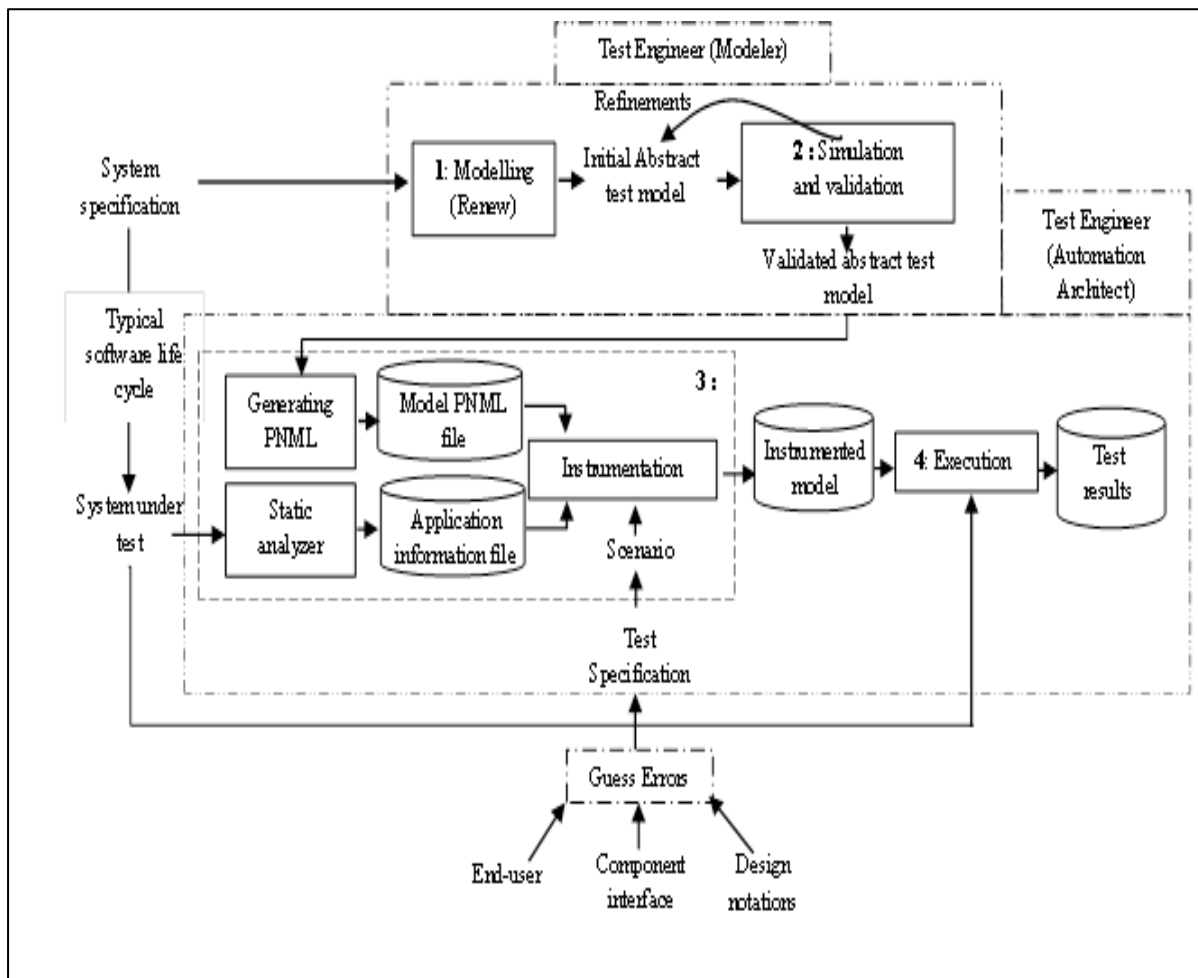 Test Engineer (Modeler)
Refinements
1: Modelling
(Renew)
Initial Abstract
test model
2 : Simulation
and validation
System
specification
Test Engineer
(Automation
Architect)
Validated abstract test
model
Typical
software life
cycle
3 :
Generating
PNML
Model PNML
file
Instrumentation
Instrumented
model
4: Execution
Test
results
System under
test
Static
analyzer
Application
information file
Scenario
Test
Specification
Guess Errors
End-user
Component
interface
Design
notations